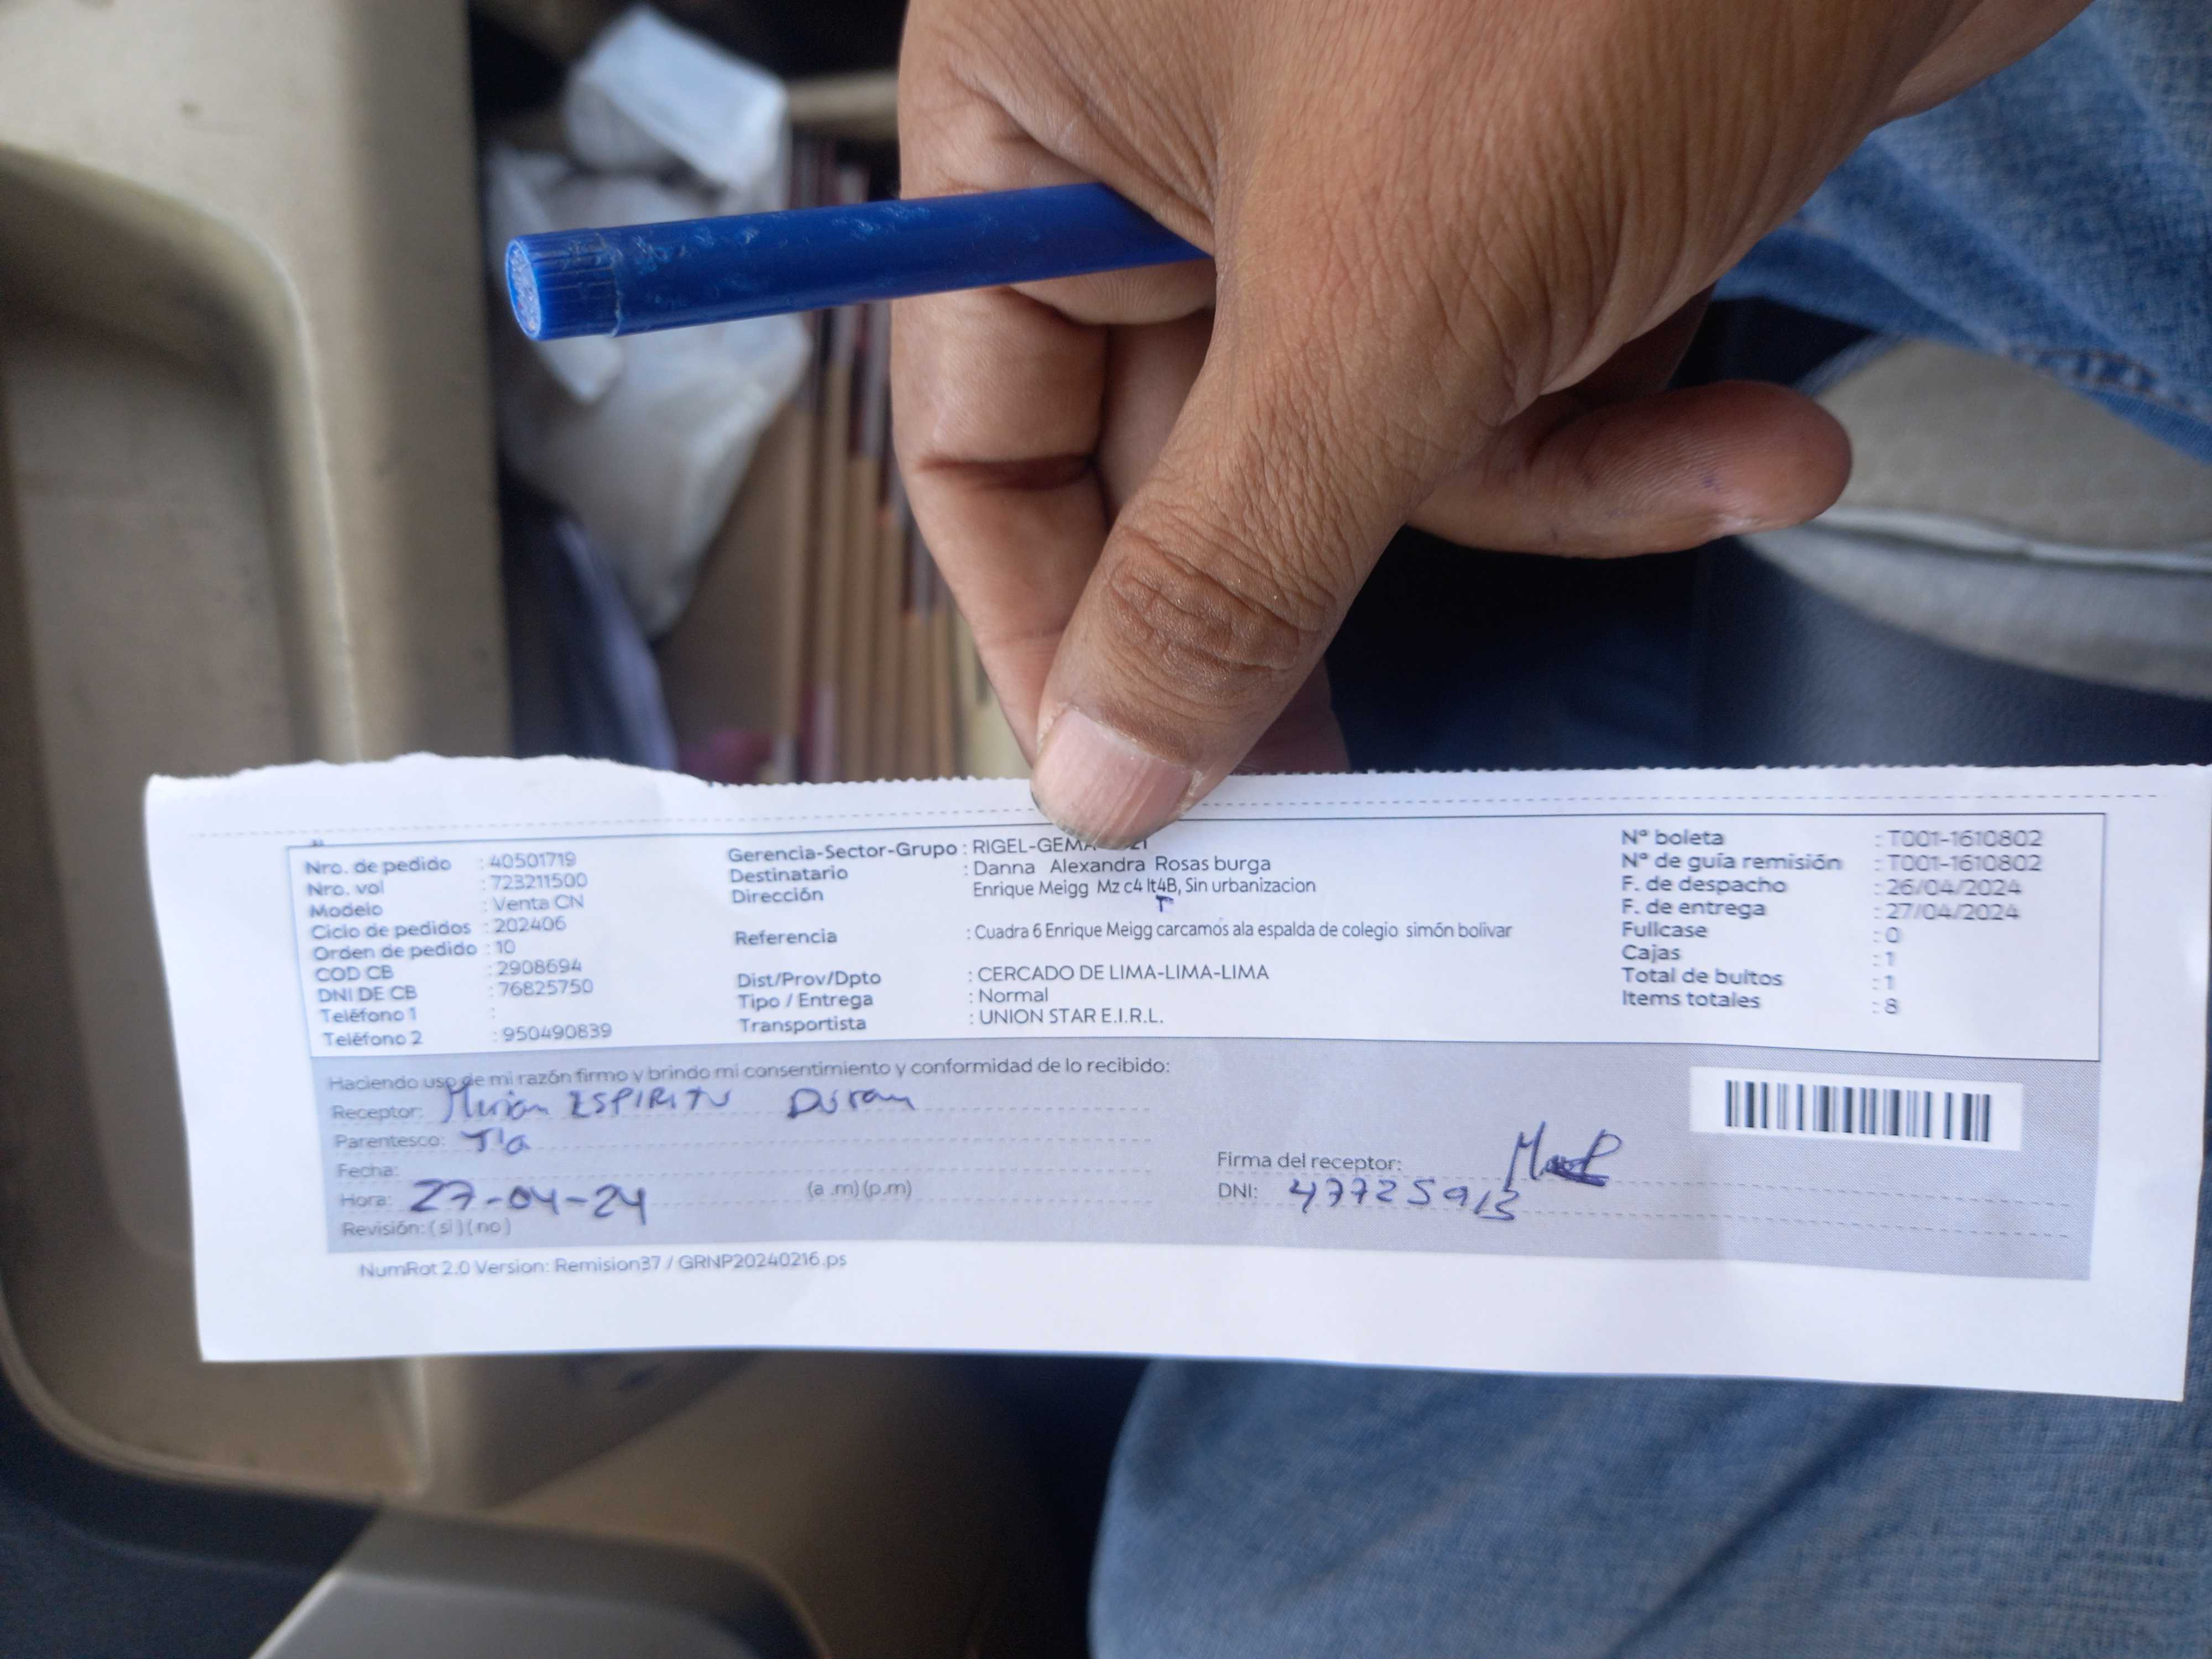 Nro. de pedido : 40501719
Nro. vol : 723211500
Modelo : Venta CN
Ciclo de pedidos : 202406
Orden de pedido : 10
COD CB : 2908694
DNI DE CB : 76825750
Teléfono 1 :
Teléfono 2 : 950490839
Gerencia-Sector-Grupo : RIGEL-GEMA
Destinatario : Danna Alexandra Rosas burga
Dirección Enrique Meigg Mz c4 lt4B, Sin urbanizacion
Referencia : Cuadra 6 Enrique Meigg carcamós ala espalda de colegio simón bolívar
Dist/Prov/Dpto : CERCADO DE LIMA-LIMA-LIMA
Tipo / Entrega : Normal
Transportista : UNION STAR E.I.R.L.
Nº boleta : T001-1610802
Nº de guía remisión : T001-1610802
F. de despacho : 26/04/2024
F. de entrega : 27/04/2024
Fullcase : 0
Cajas : 1
Total de bultos : 1
Items totales : 8
Haciendo uso de mi razón firmo y brindo mi consentimiento y conformidad de lo recibido:
Receptor: Mirian ESPIRITU Duran
Parentesco: Tía
Fecha:
Hora: 27-04-24 (a .m) (p.m)
Revisión: ( si ) ( no )
Firma del receptor:
DNI: 47725913
NumRot 2.0 Version: Remision37 / GRNP20240216.ps